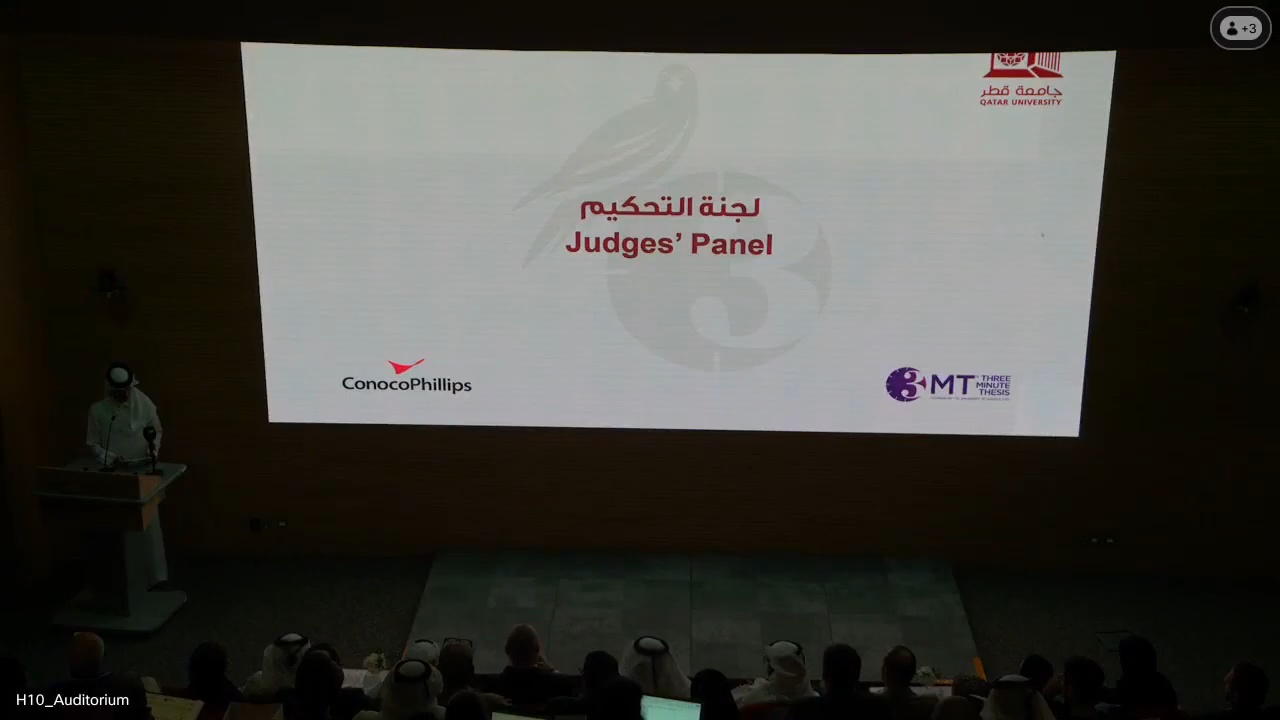 +3
جامعة قطر
QATAR UNIVERSITY
لجنة التحكيم
Judges’ Panel
ConocoPhillips
3MT THREE
MINUTE
THESIS
H10_Auditorium